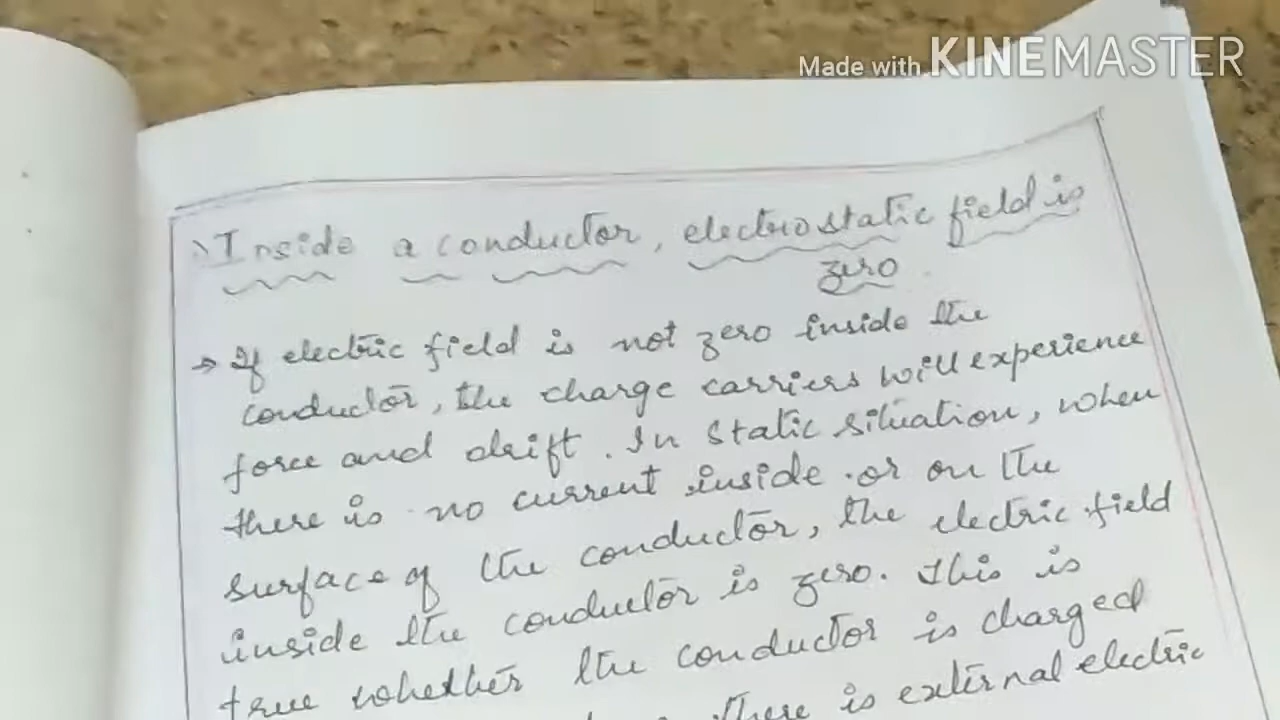 Made with KINEMASTER
Inside a conductor, electrostatic field is
zero
→ If electric field is not zero inside the
conductor, the charge carriers will experience
force and drift. In static situation, when
there is no current inside or on the
surface of the conductor, the electric field
inside the conductor is zero. This is
true whether the conductor is charged
there is external electric